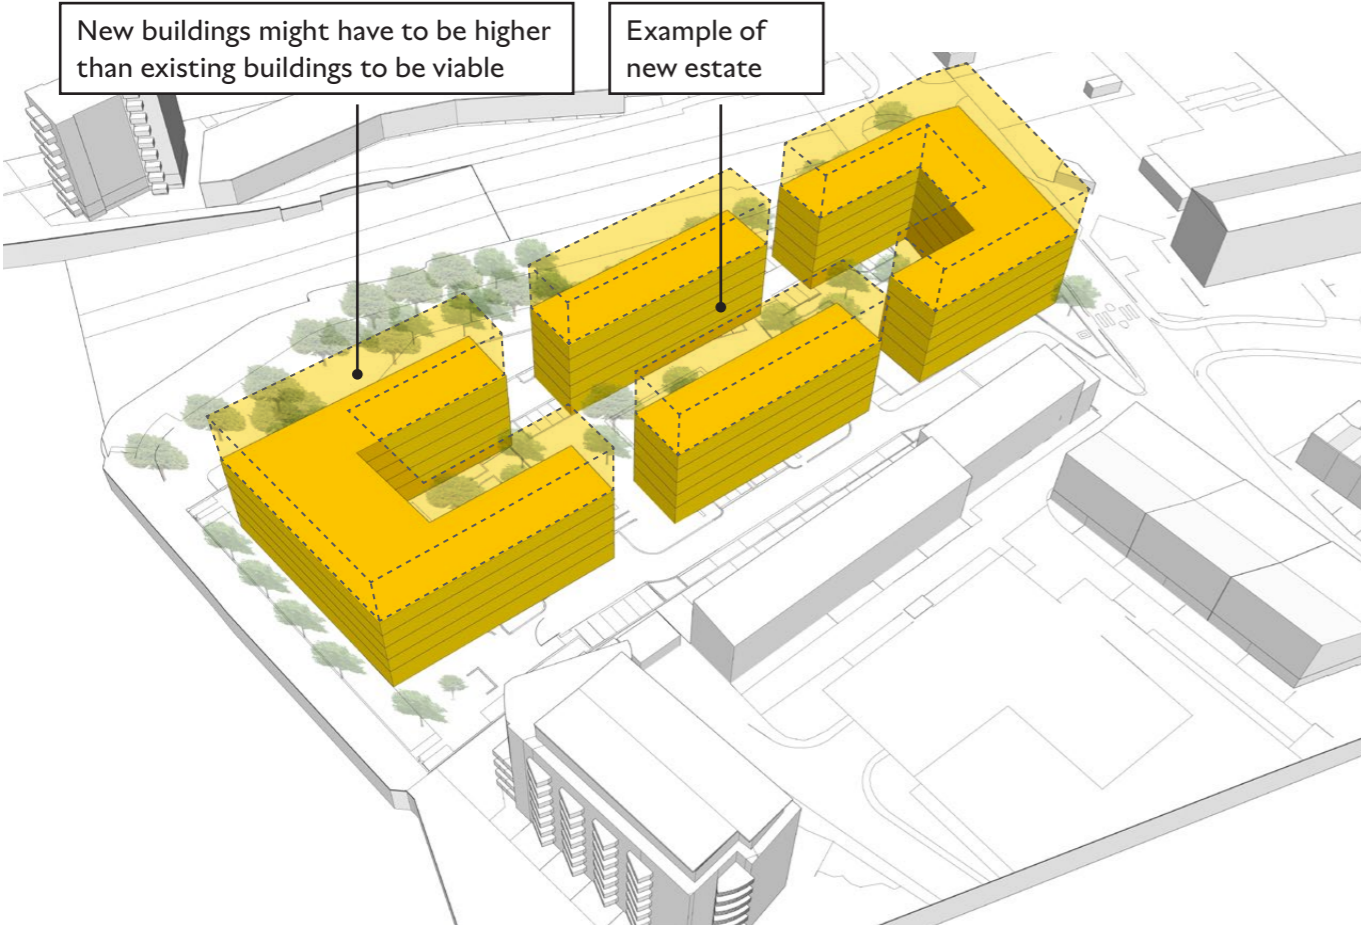 New buildings might have to be higher
than existing buildings to be viable
Example of
new estate